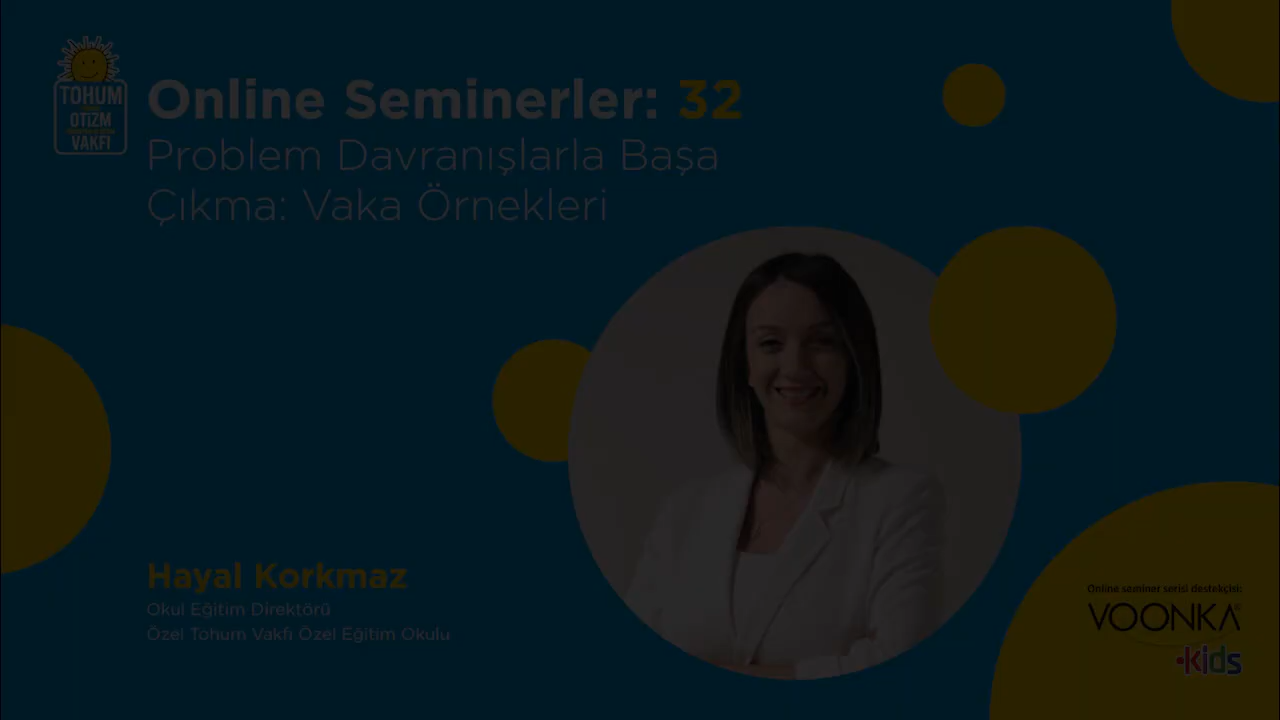 TOHUM
OTİZM
VAKFI
Online Seminerler: 32
Problem Davranışlarla Başa
Çıkma: Vaka Örnekleri
Hayal Korkmaz
Okul Eğitim Direktörü
Özel Tohum Vakfı Özel Eğitim Okulu
Online seminer serisi destekçisi:
VOONKA®
Kids